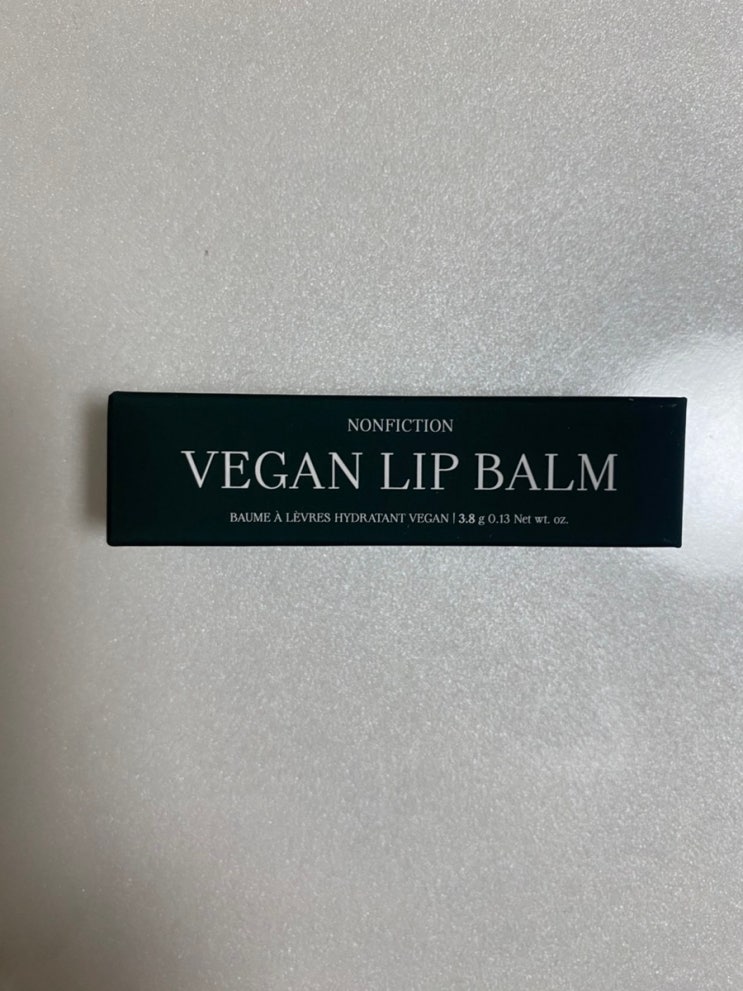 NONFICTION
VEGAN LIP BALM
BAUME À LÈVRES HYDRATANT VEGAN | 3.8 g 0.13 Net wt. oz.